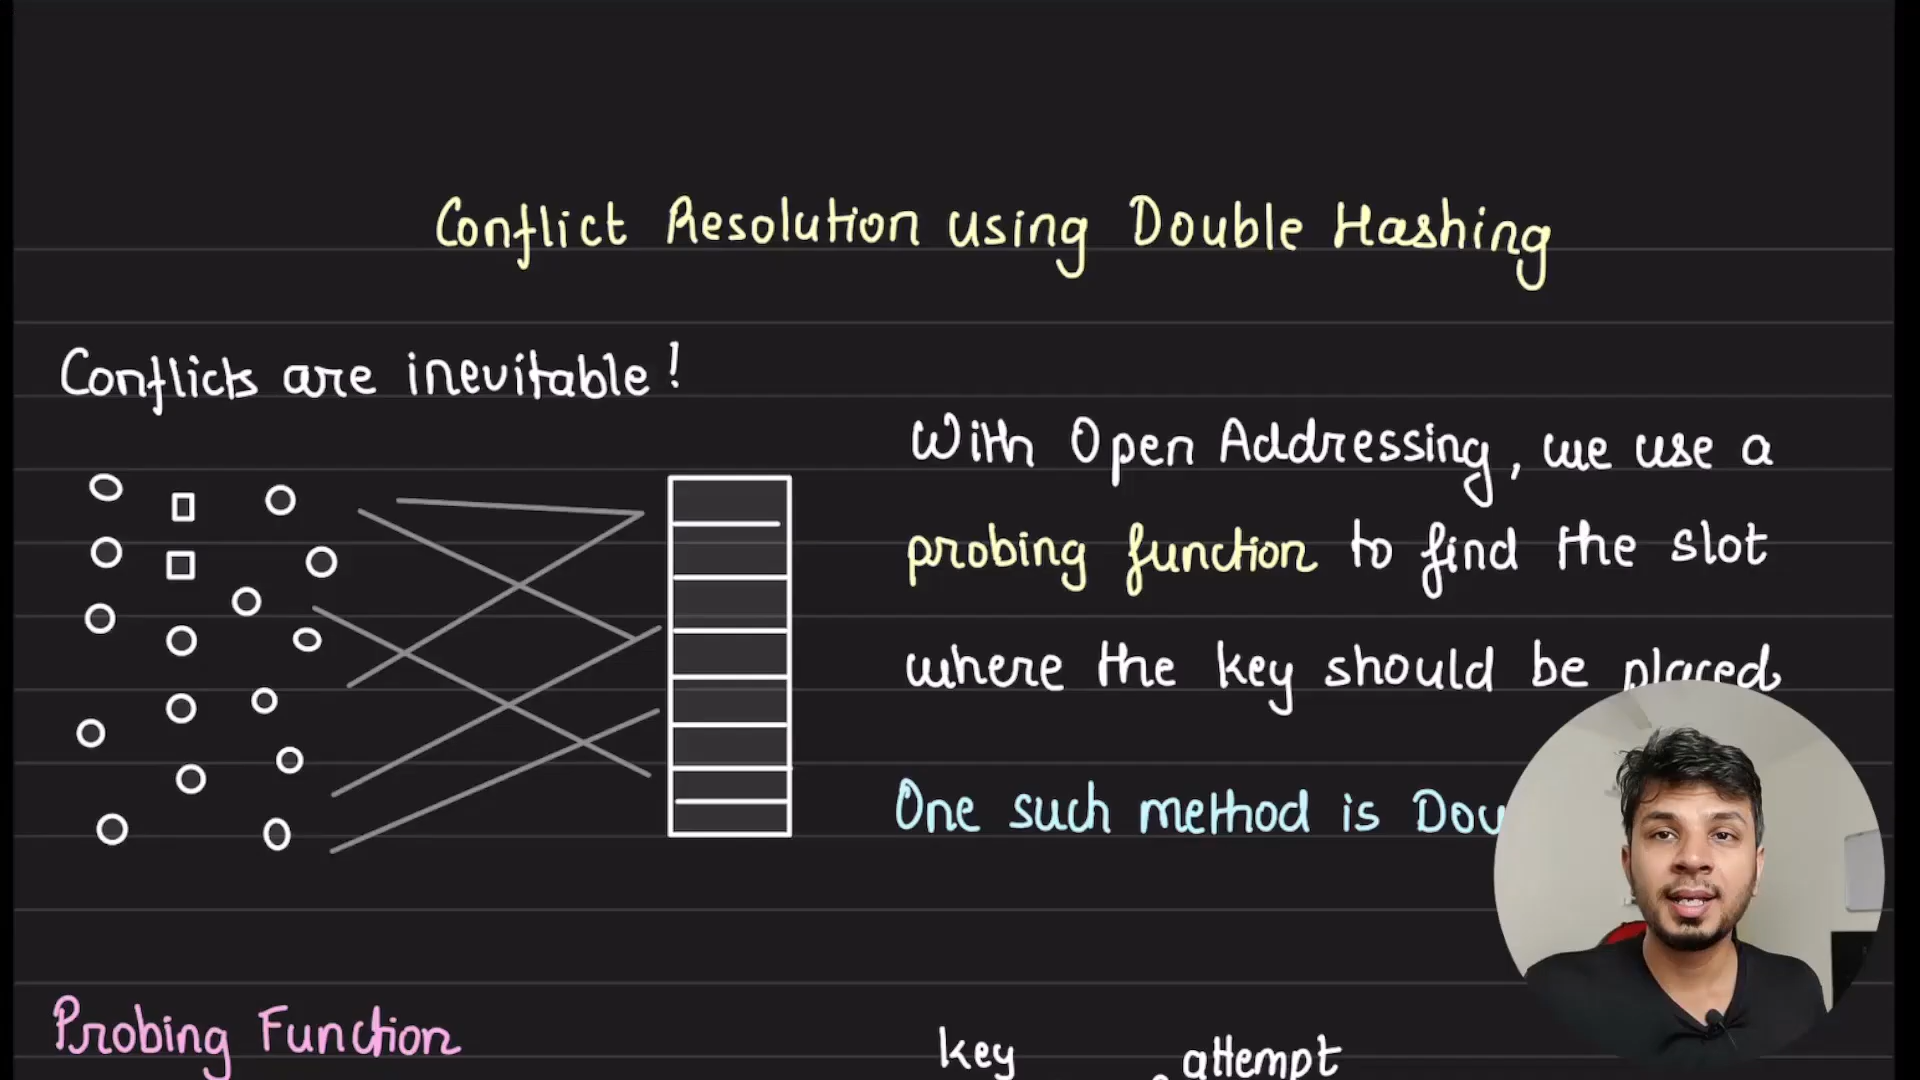 Conflict Resolution using Double Hashing
Conflicts are inevitable!
With Open Addressing, we use a
probing function to find the slot
where the key should be placed
One such method is
Probing Function
key
attempt